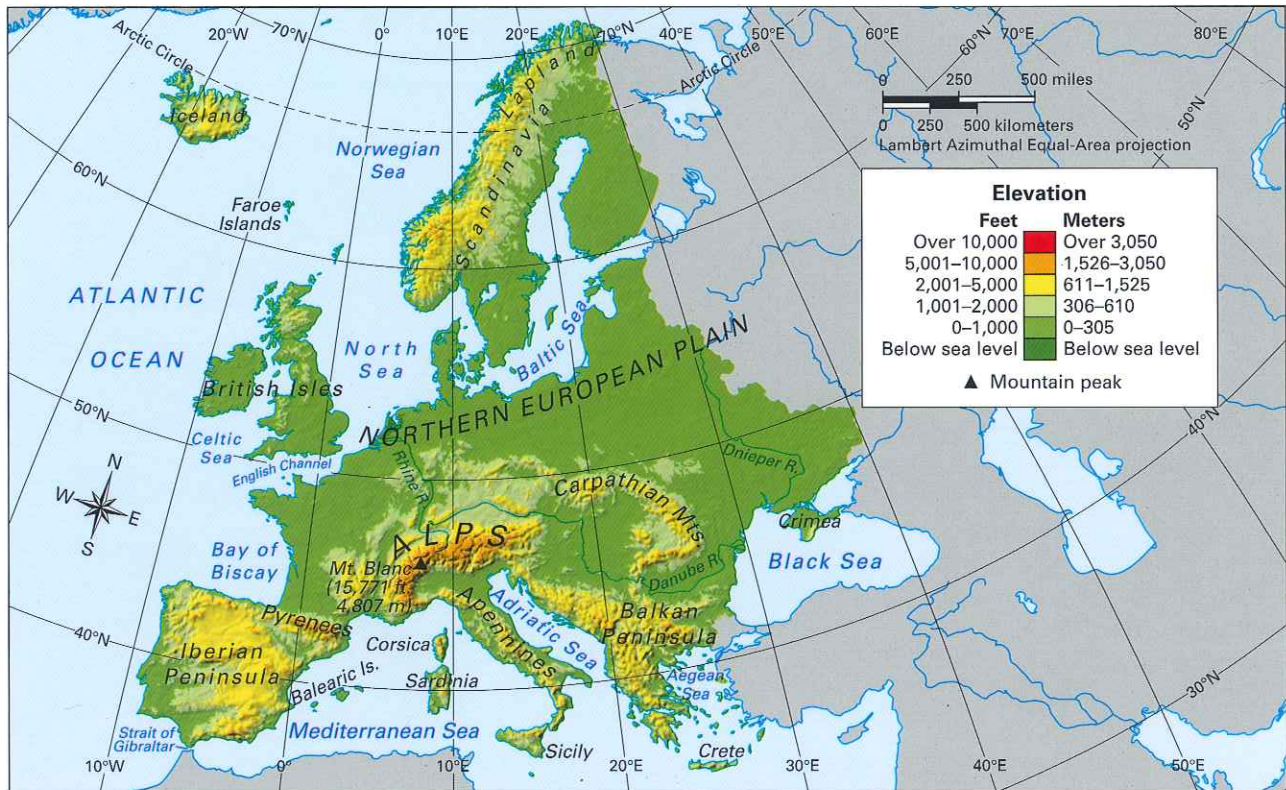 20W
10W
0°
10°E
20°E
30°E
40°E
50°E
60°E
70°E
80°E
70°N
Arctic Circle
Arctic Circle
70°N
60°N
50°N
40°N
30°N
60°N
50°N
40°N
10°W
0°
10°E
20°E
30°E
40°E
50°E
0 250 500 miles
0 250 500 kilometers
Lambert Azimuthal Equal-Area projection
Elevation
Feet Meters
Over 10,000 Over 3,050
5,001–10,000 1,526–3,050
2,001–5,000 611–1,525
1,001–2,000 306–610
0–1,000 0–305
Below sea level Below sea level
▲ Mountain peak
Iceland
Norwegian
Sea
Lapland
Scandinavia
Faroe
Islands
ATLANTIC
OCEAN
North
Sea
Baltic Sea
British Isles
NORTHERN EUROPEAN PLAIN
Celtic
Sea
English Channel
Rhine R.
Dnieper R.
N
W
E
S
Carpathian Mts
Crimea
ALPS
Bay of
Biscay
Mt. Blanc
(15,771 ft
4,807 m)
Danube R.
Black Sea
Pyrenees
Corsica
Apennines
Adriatic Sea
Balkan
Peninsula
Iberian
Peninsula
Balearic Is.
Sardinia
Aegean
Sea
Strait of
Gibraltar
Mediterranean Sea
Sicily
Crete